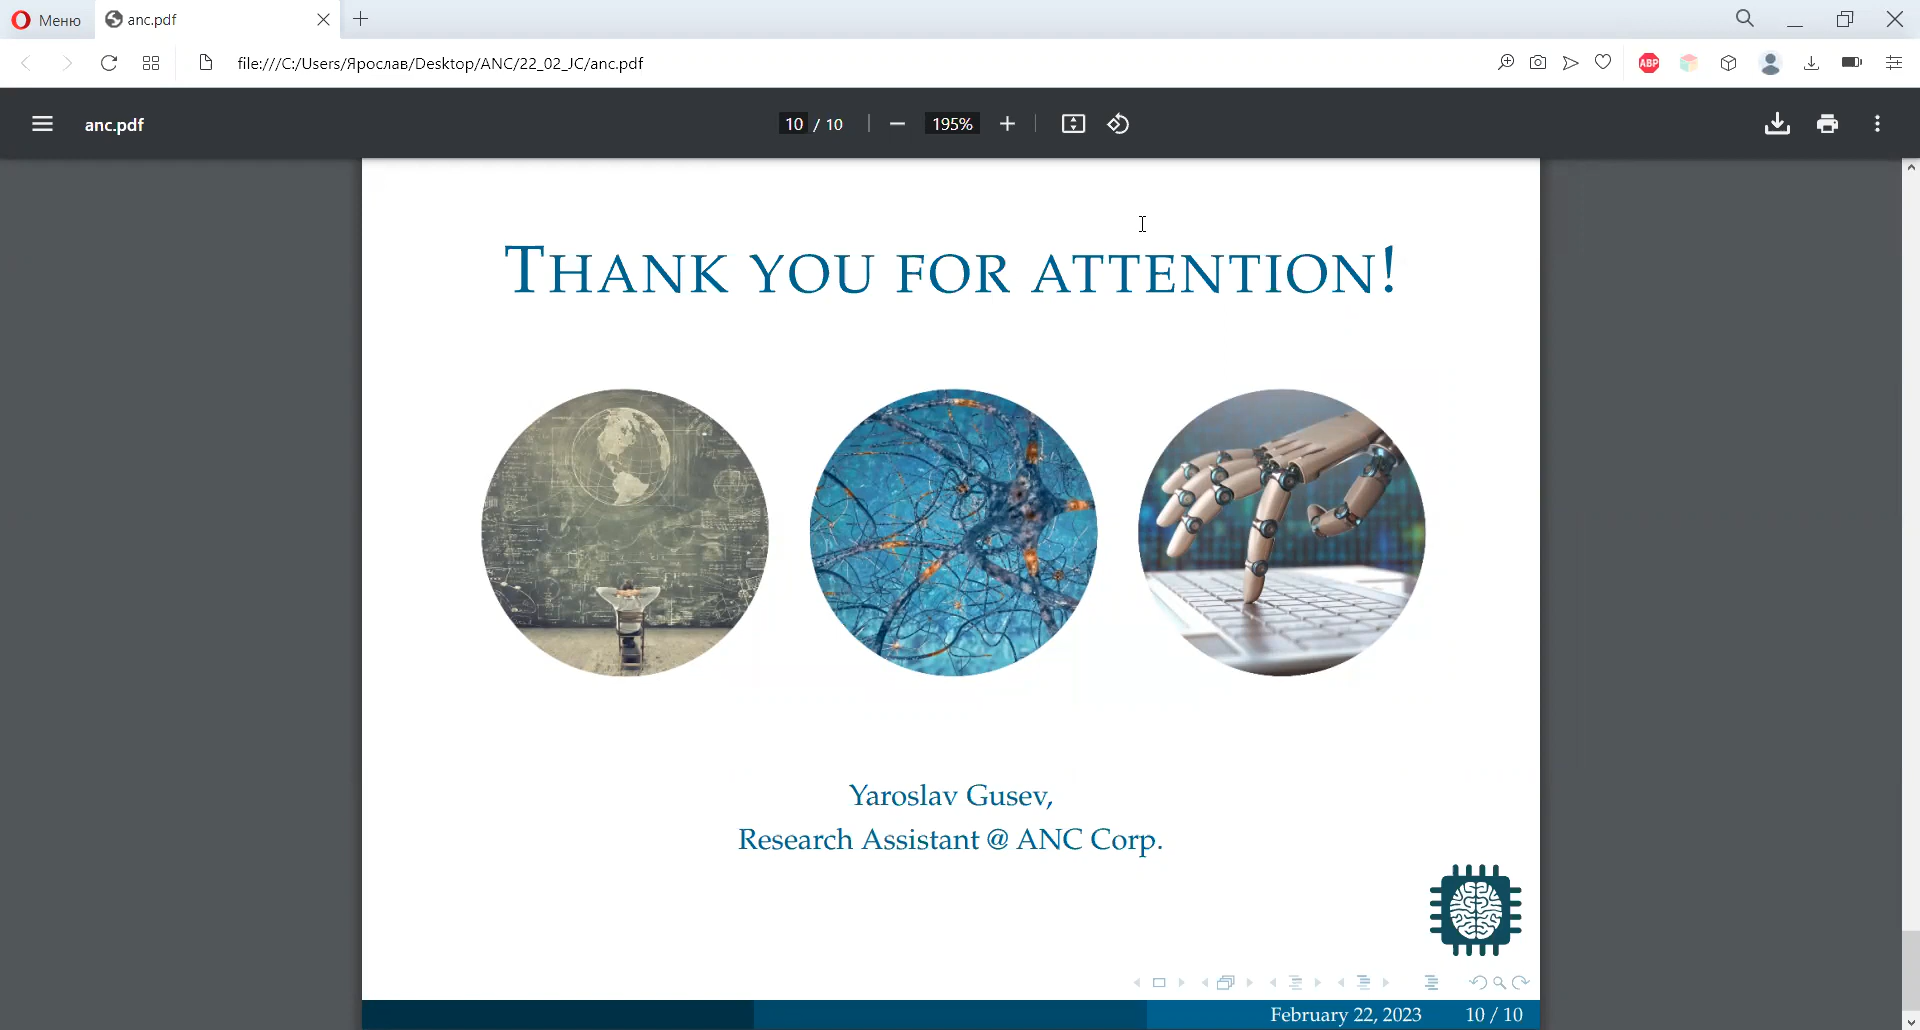 Меню
anc.pdf
file:///C:/Users/Ярослав/Desktop/ANC/22_02_JC/anc.pdf
ABP
anc.pdf
10 / 10
195%
THANK YOU FOR ATTENTION!
Yaroslav Gusev,
Research Assistant @ ANC Corp.
February 22, 2023
10 / 10